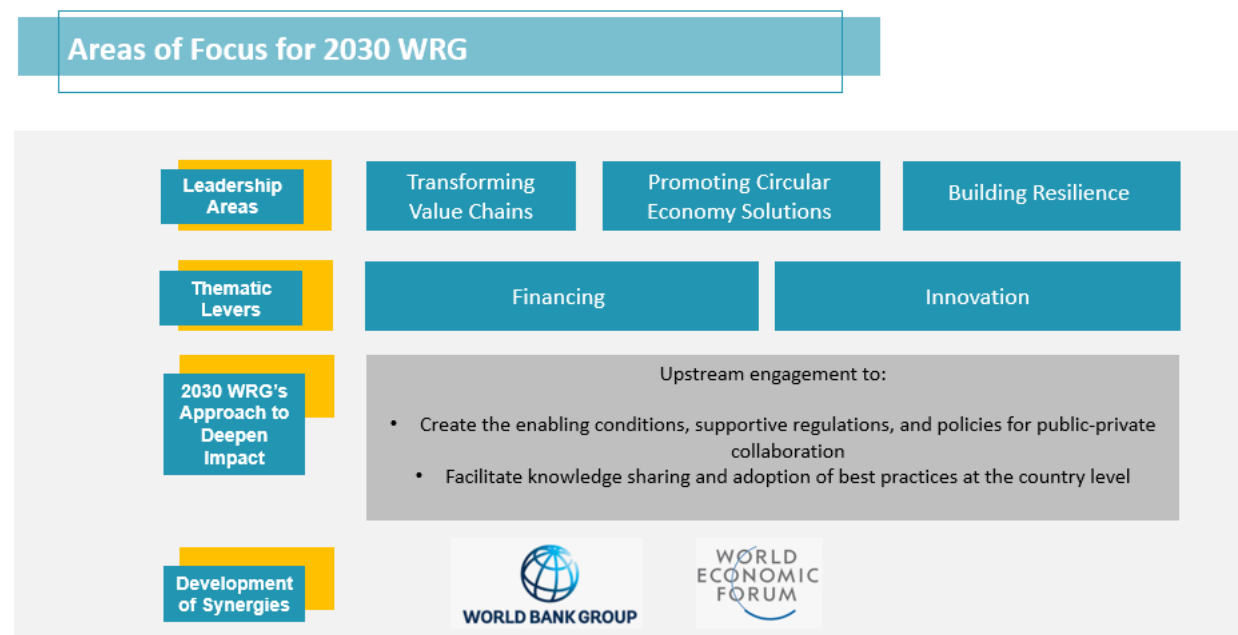 Areas of Focus for 2030 WRG
Leadership
Areas
Transforming
Value Chains
Promoting Circular
Economy Solutions
Building Resilience
Thematic
Levers
Financing
Innovation
2030 WRG's
Approach to
Deepen
Impact
Upstream engagement to:
• Create the enabling conditions, supportive regulations, and policies for public-private
collaboration
• Facilitate knowledge sharing and adoption of best practices at the country level
Development
of Synergies
WORLD BANK GROUP
WORLD
ECONOMIC
FORUM